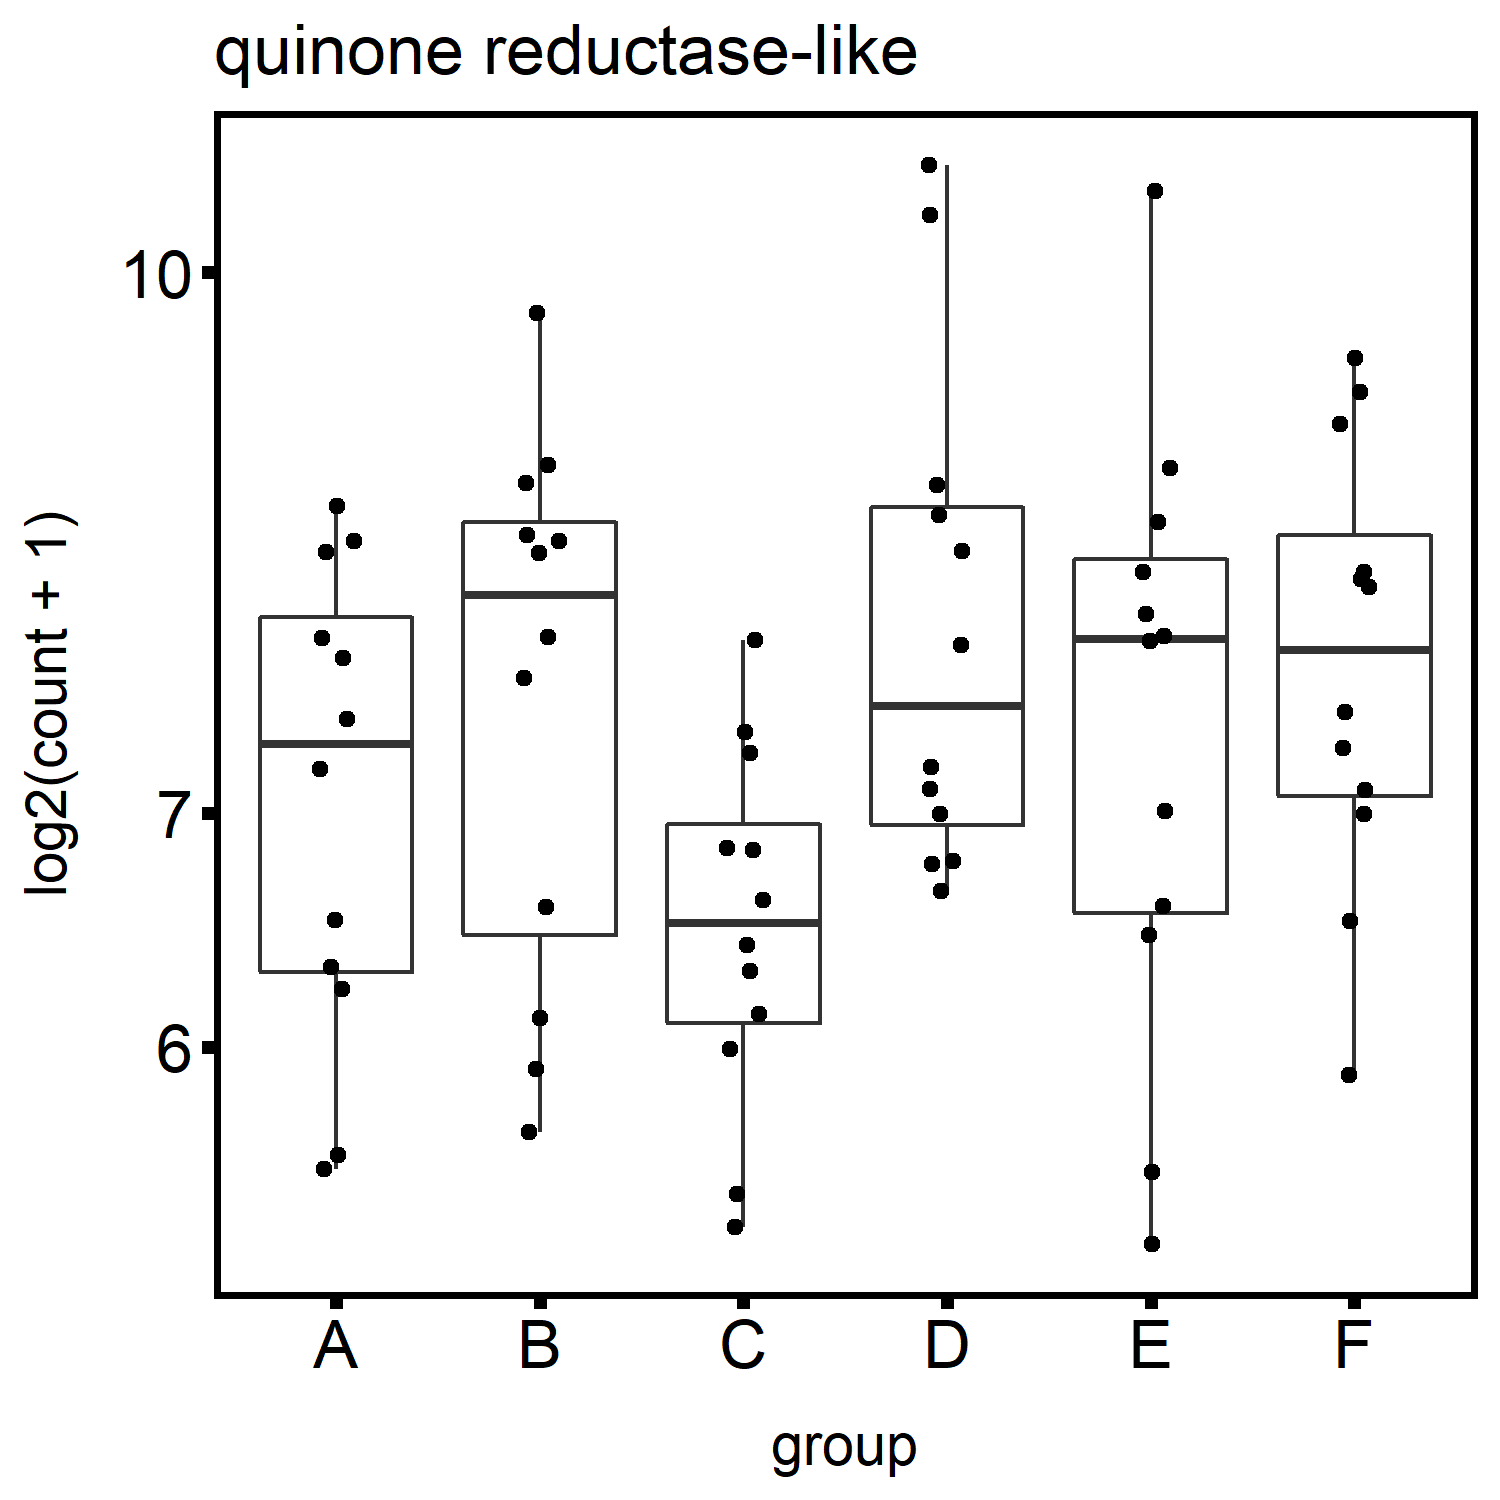 quinone reductase-like
log2(count + 1)
10
7
6
A B C D E F
group